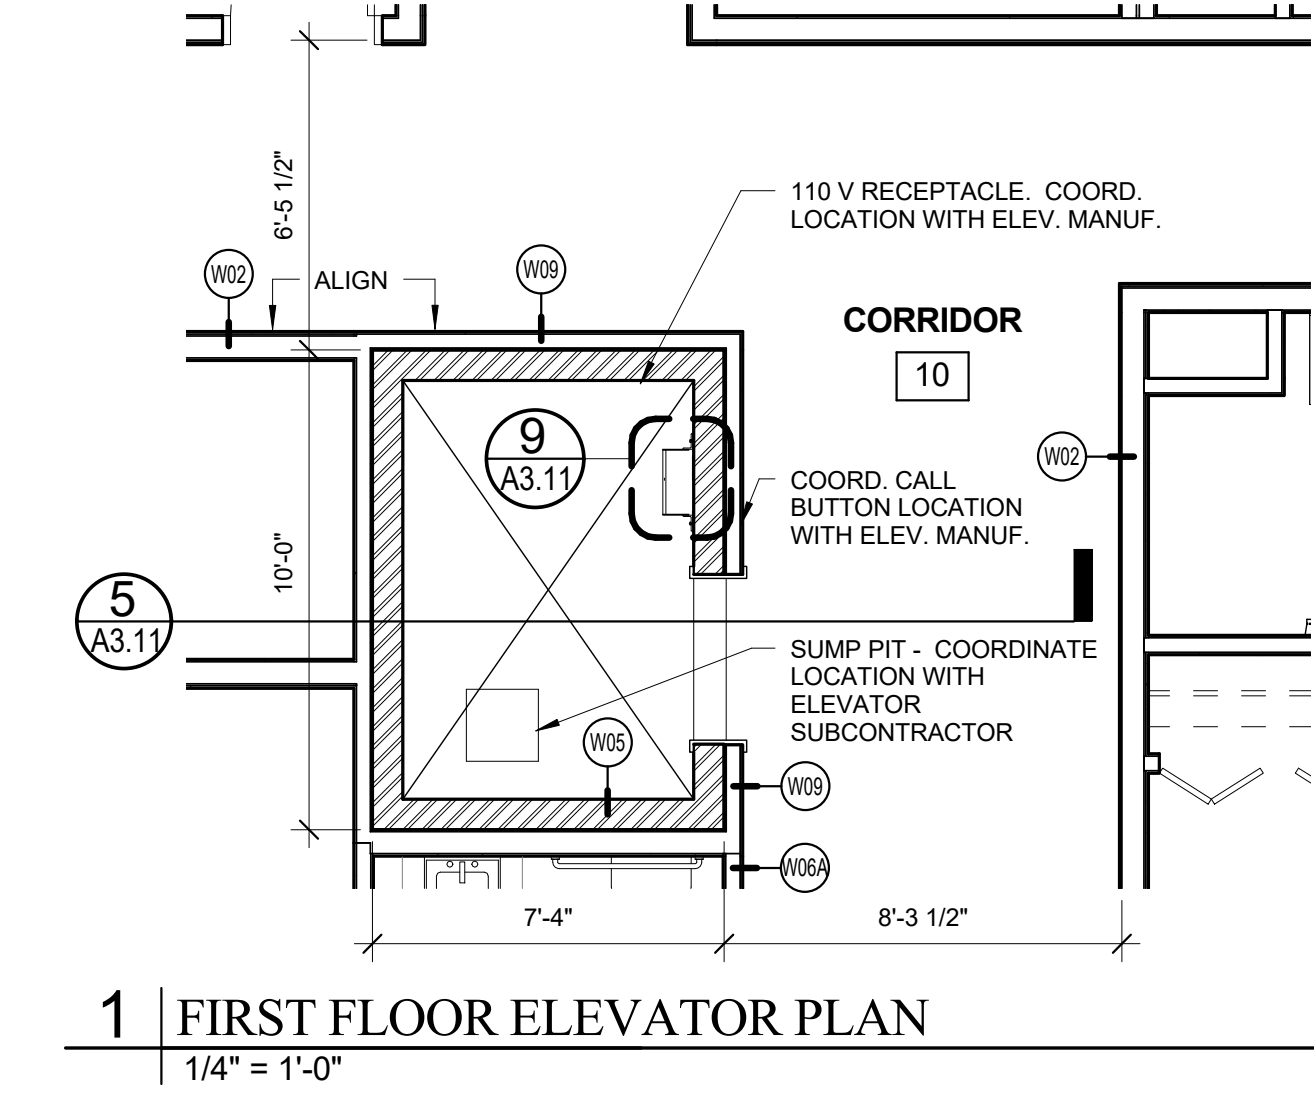 6'-5 1/2"
110 V RECEPTACLE.  COORD.
LOCATION WITH ELEV. MANUF.
W02
ALIGN
W09
CORRIDOR
10
9
A3.11
W02
COORD. CALL
BUTTON LOCATION
WITH ELEV. MANUF.
10'-0"
5
A3.11
SUMP PIT -  COORDINATE
LOCATION WITH
ELEVATOR
SUBCONTRACTOR
W05
W09
W06A
7'-4"
8'-3 1/2"
1
FIRST FLOOR ELEVATOR PLAN
1/4" = 1'-0"